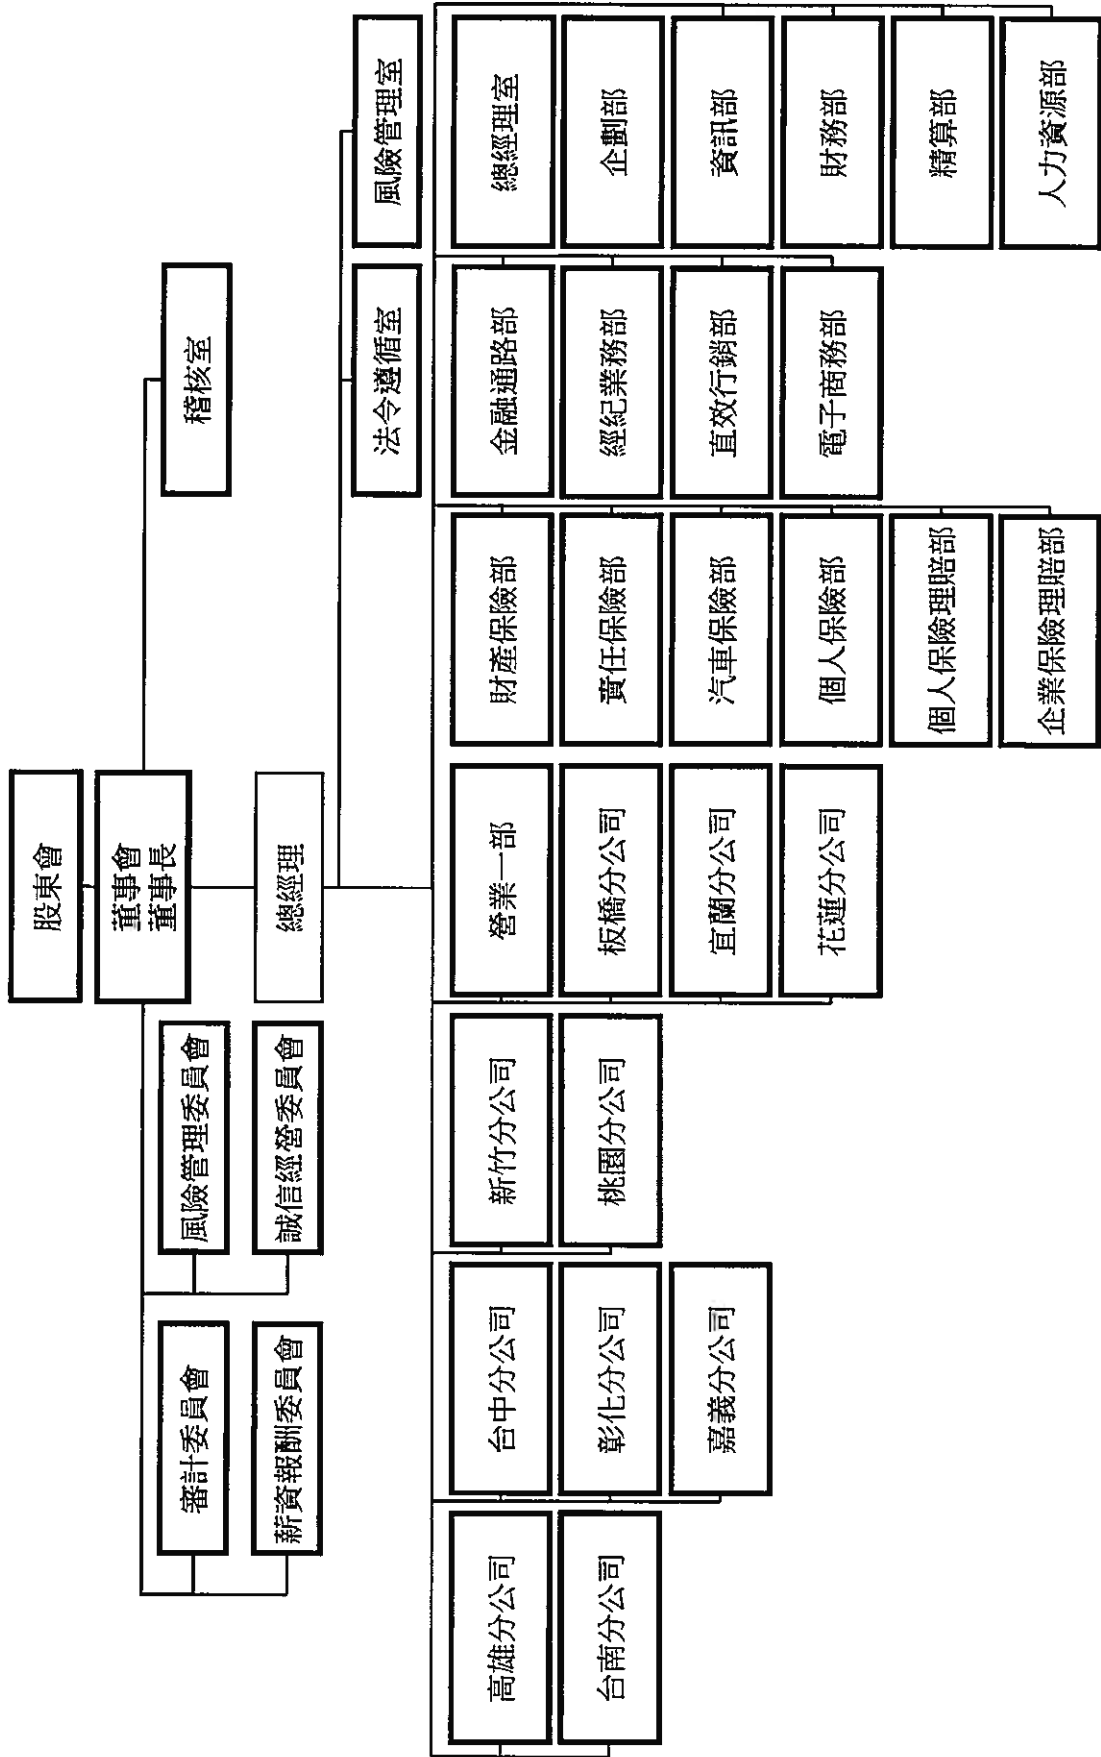 股東會
董事會
董事長
審計委員會
風險管理委員會
稽核室
薪資報酬委員會
誠信經營委員會
總經理
法令遵循室
風險管理室
高雄分公司
台南分公司
台中分公司
彰化分公司
嘉義分公司
新竹分公司
桃園分公司
營業一部
板橋分公司
宜蘭分公司
花蓮分公司
財產保險部
責任保險部
汽車保險部
個人保險部
個人保險理賠部
企業保險理賠部
金融通路部
經紀業務部
直效行銷部
電子商務部
總經理室
企劃部
資訊部
財務部
精算部
人力資源部